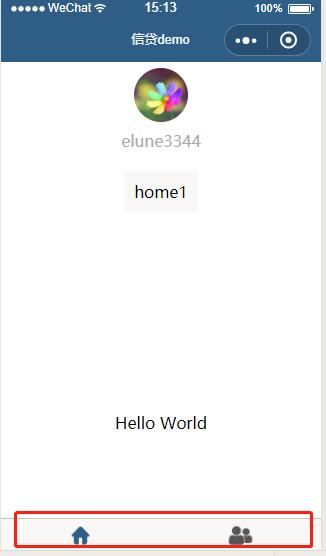 WeChat 15:13 100%
信贷demo
elune3344
home1
Hello World